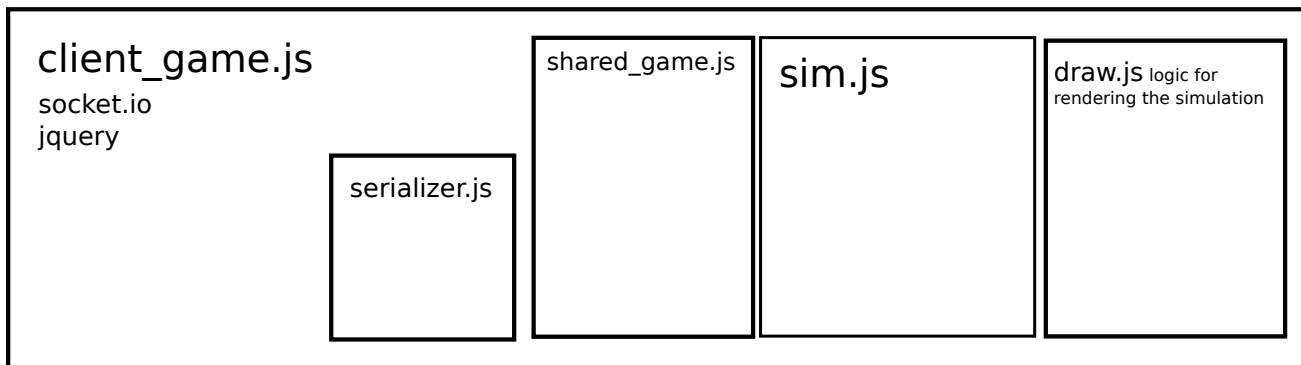 client_game.js
socket.io
jquery
serializer.js
shared_game.js
sim.js
draw.js logic for
rendering the simulation